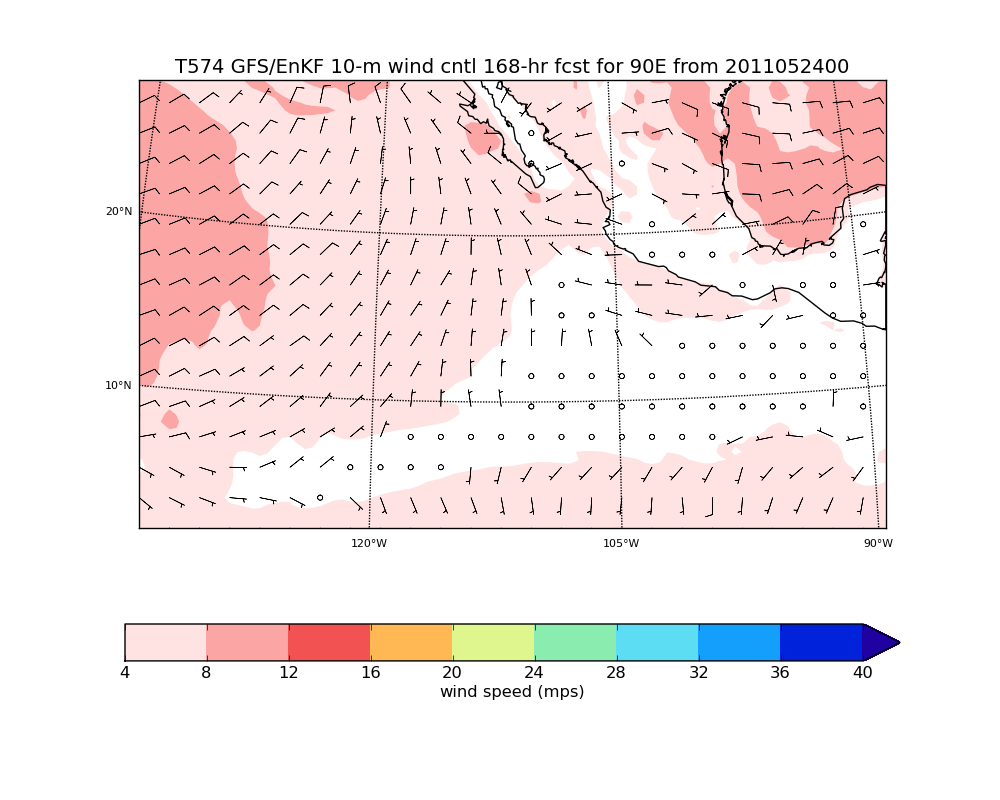 T574 GFS/EnKF 10-m wind cntl 168-hr fcst for 90E from 2011052400
20°N
10°N
120°W 105°W 90°W
4 8 12 16 20 24 28 32 36 40
wind speed (mps)